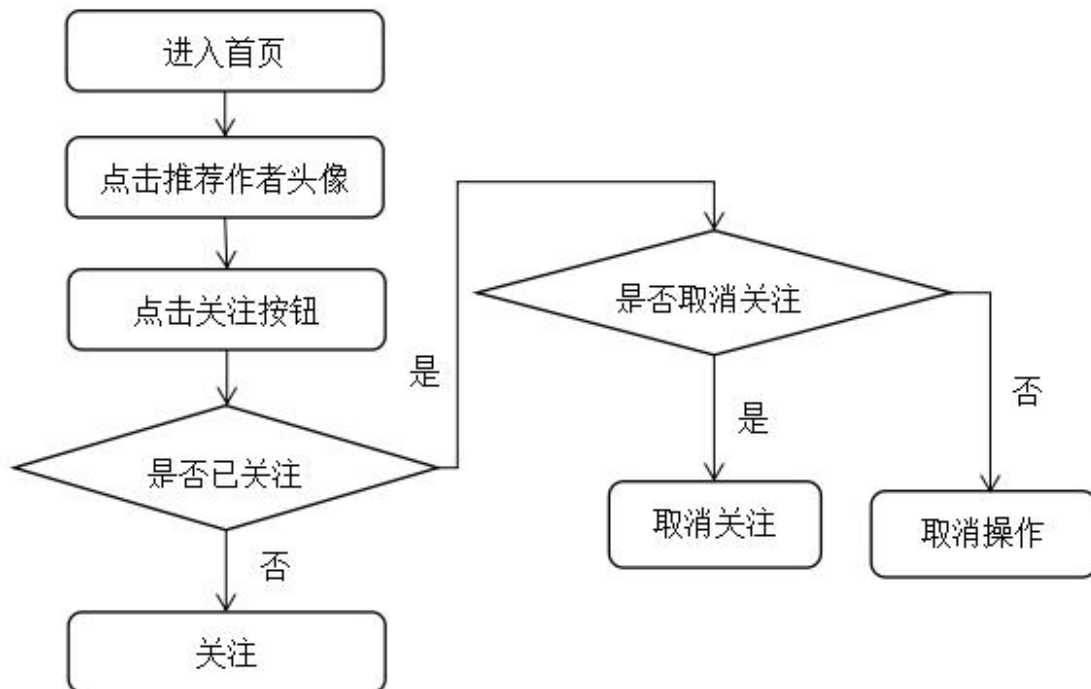 进入首页
点击推荐作者头像
点击关注按钮
是否已关注
是
否
关注
是否取消关注
是
否
取消关注
取消操作